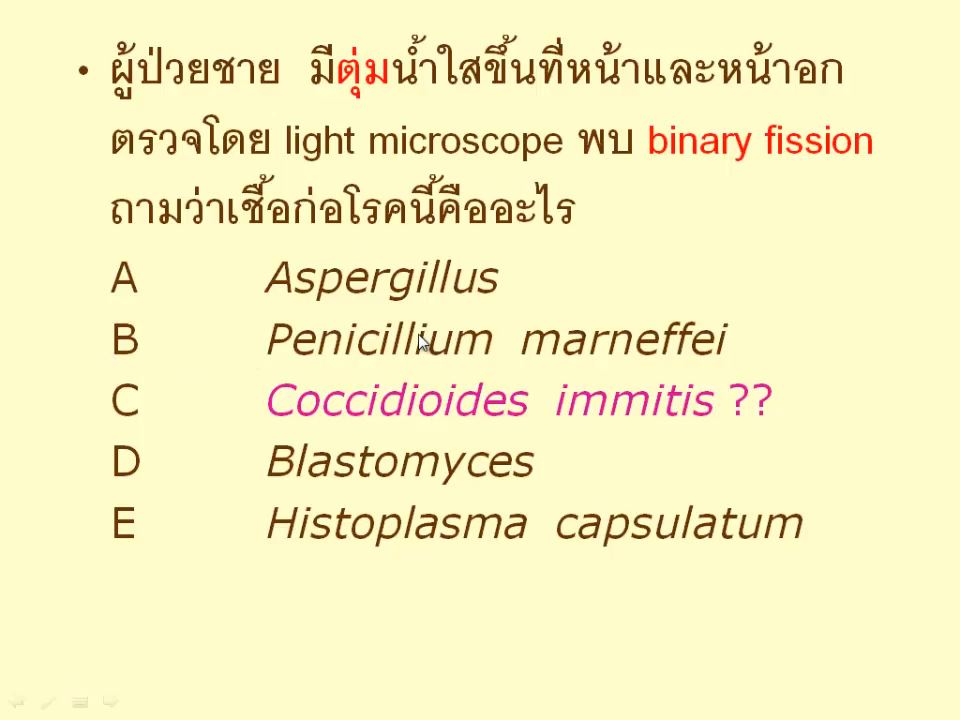 • ผู้ป่วยชาย มีตุ่มน้ำใสขึ้นที่หน้าและหน้าอก
ตรวจโดย light microscope พบ binary fission
ถามว่าเชื้อก่อโรคนี้คืออะไร
A Aspergillus
B Penicillium marneffei
C Coccidioides immitis ??
D Blastomyces
E Histoplasma capsulatum